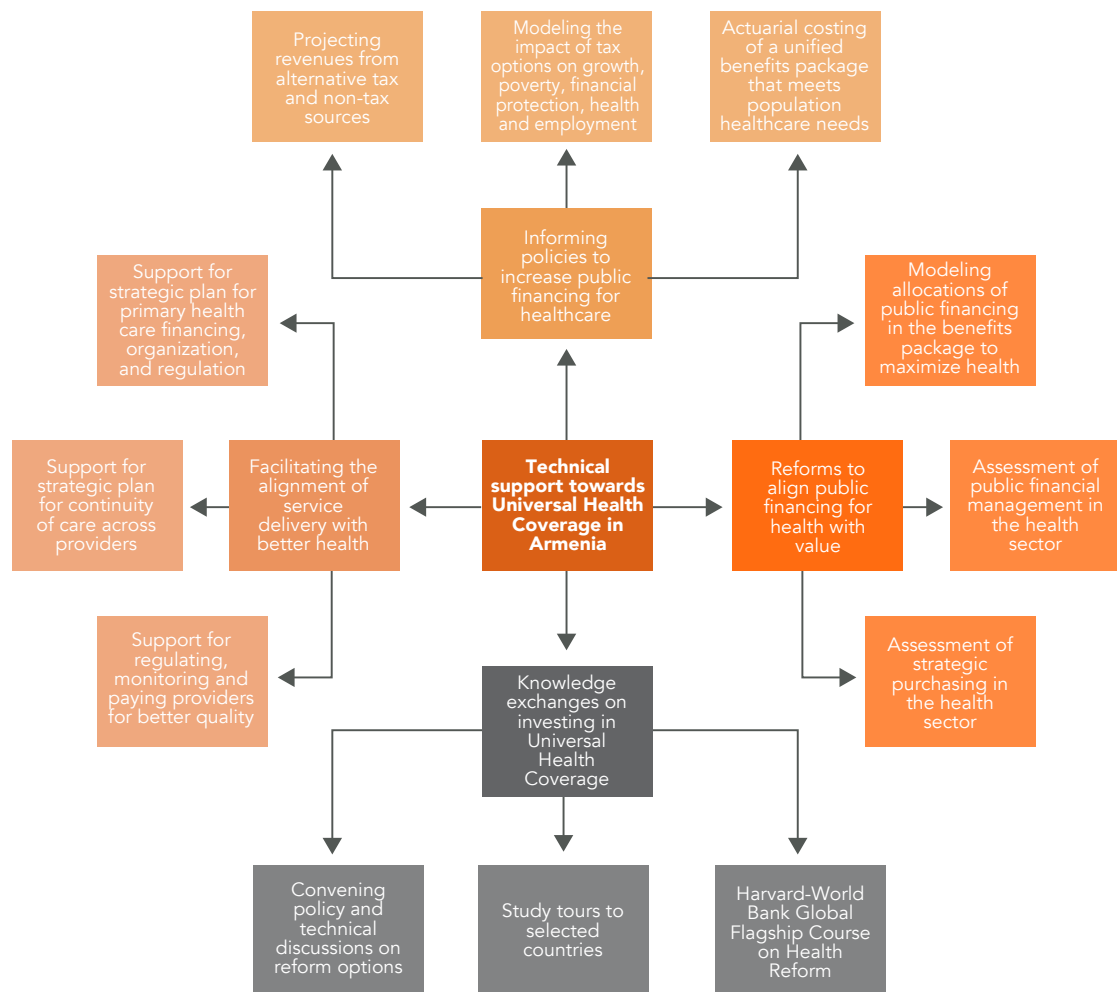 Projecting
revenues from
alternative tax
and non-tax
sources
Modeling the
impact of tax
options on growth,
poverty, financial
protection, health
and employment
Actuarial costing
of a unified
benefits package
that meets
population
healthcare needs
Informing
policies to
increase public
financing for
healthcare
Support for
strategic plan for
primary health
care financing,
organization,
and regulation
Modeling
allocations of
public financing
in the benefits
package to
maximize health
Support for
strategic plan
for continuity
of care across
providers
Facilitating the
alignment of
service
delivery with
better health
Technical
support towards
Universal Health
Coverage in
Armenia
Reforms to
align public
financing for
health with
value
Assessment of
public financial
management in
the health
sector
Support for
regulating,
monitoring and
paying providers
for better quality
Knowledge
exchanges on
investing in
Universal
Health
Coverage
Assessment of
strategic
purchasing in
the health
sector
Convening
policy and
technical
discussions on
reform options
Study tours to
selected
countries
Harvard-World
Bank Global
Flagship Course
on Health
Reform